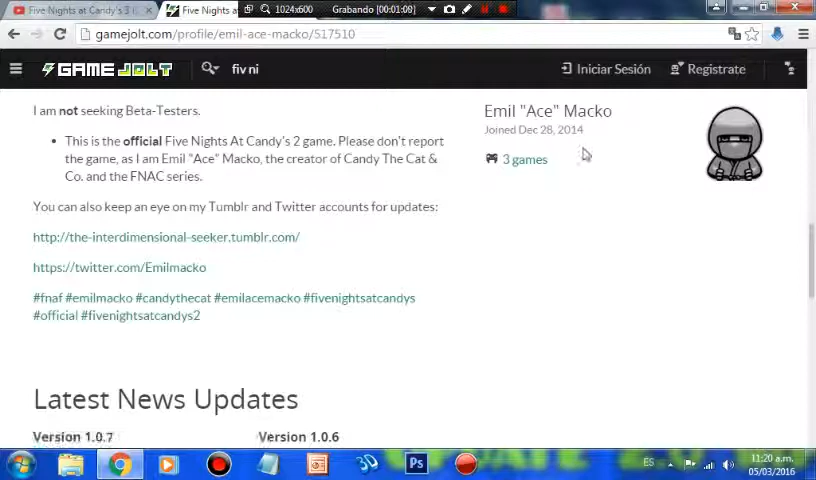 Five Nights at Candy's 3 (
Five Nights a
1024x600
Grabando [00:01:08]
gamejolt.com/profile/emil-ace-macko/517510
GAME JOLT
fiv ni
Iniciar Sesión
Registrate
I am not seeking Beta-Testers.
Emil "Ace" Macko
Joined Dec 28, 2014
3 games
• This is the official Five Nights At Candy's 2 game. Please don't report
the game, as I am Emil "Ace" Macko, the creator of Candy The Cat &
Co. and the FNAC series.
You can also keep an eye on my Tumblr and Twitter accounts for updates:
http://the-interdimensional-seeker.tumblr.com/
https://twitter.com/Emilmacko
#fnaf #emilmacko #candythecat #emilacemacko #fivenightsatcandys
#official #fivenightsatcandys2
Latest News Updates
Version 1.0.7
Version 1.0.6
Ps
ES
11:20 a.m.
05/03/2016